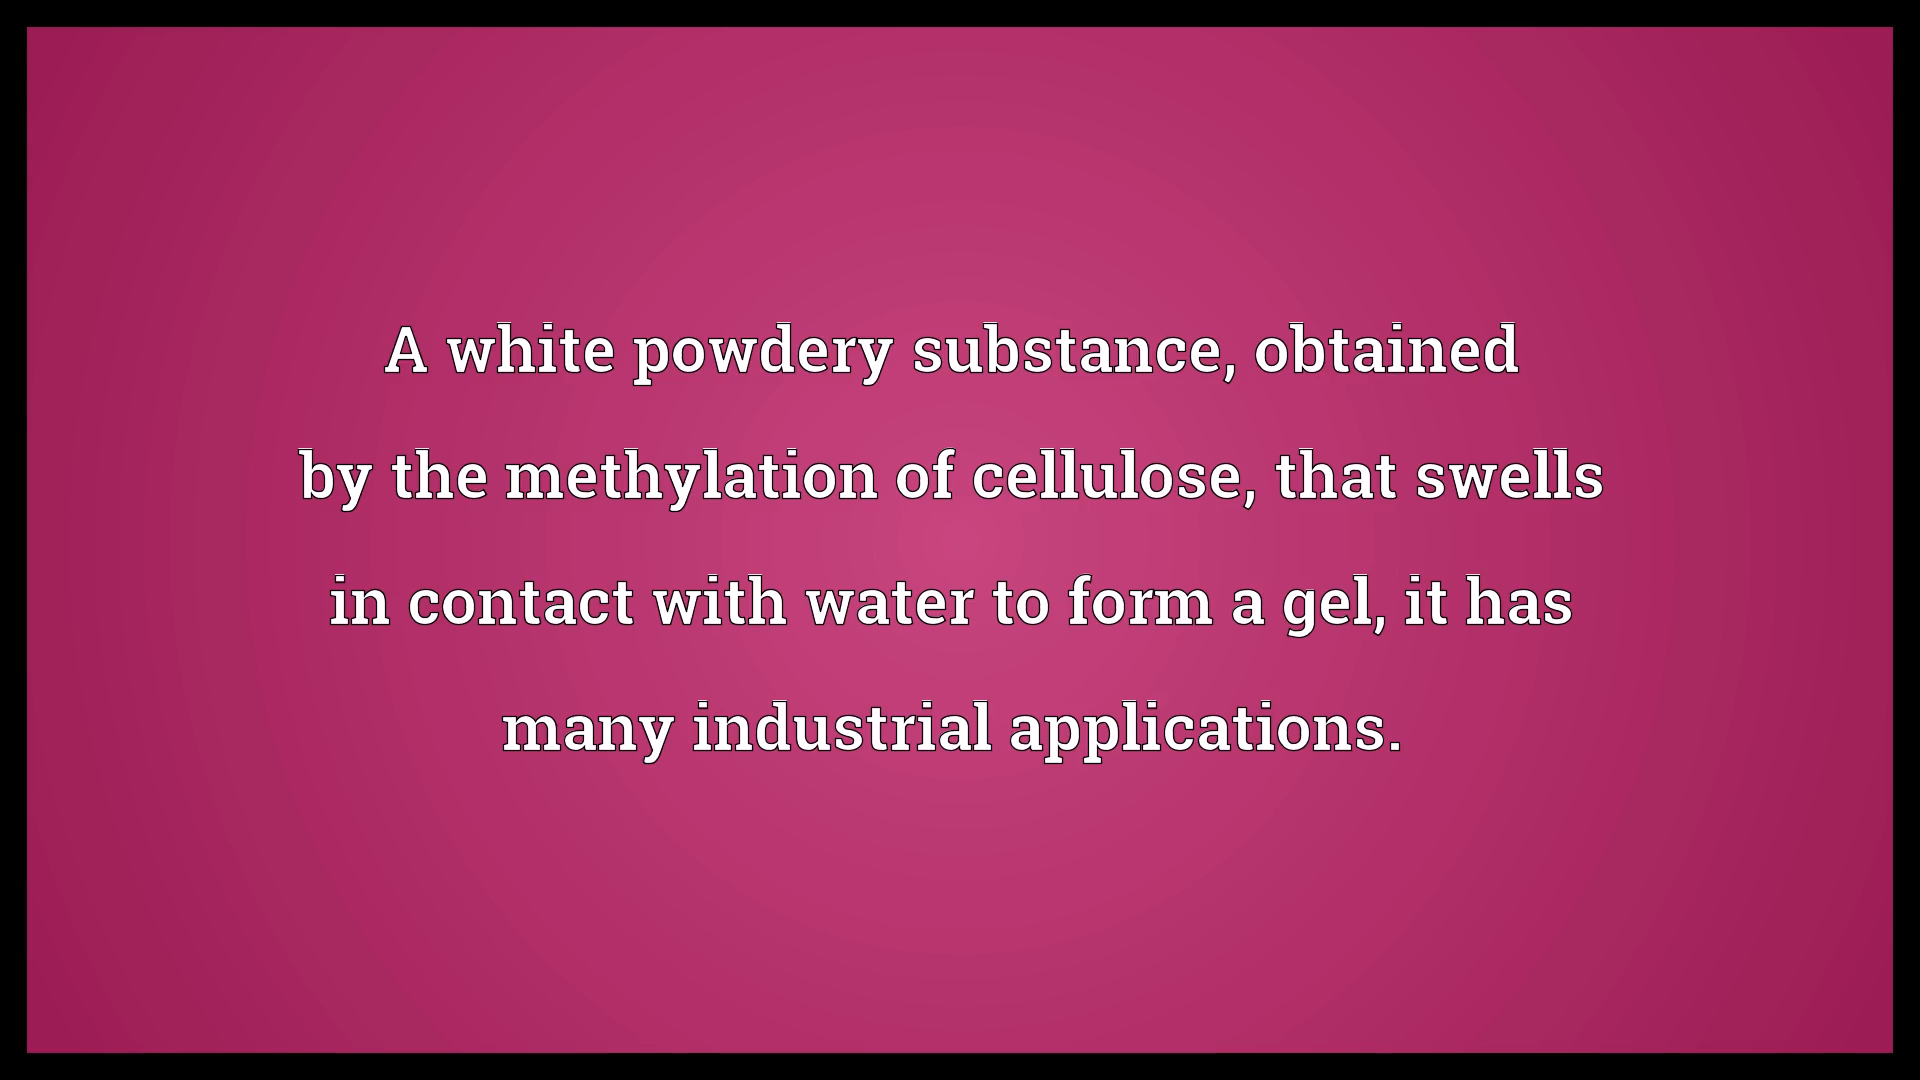 A white powdery substance, obtained
by the methylation of cellulose, that swells
in contact with water to form a gel, it has
many industrial applications.